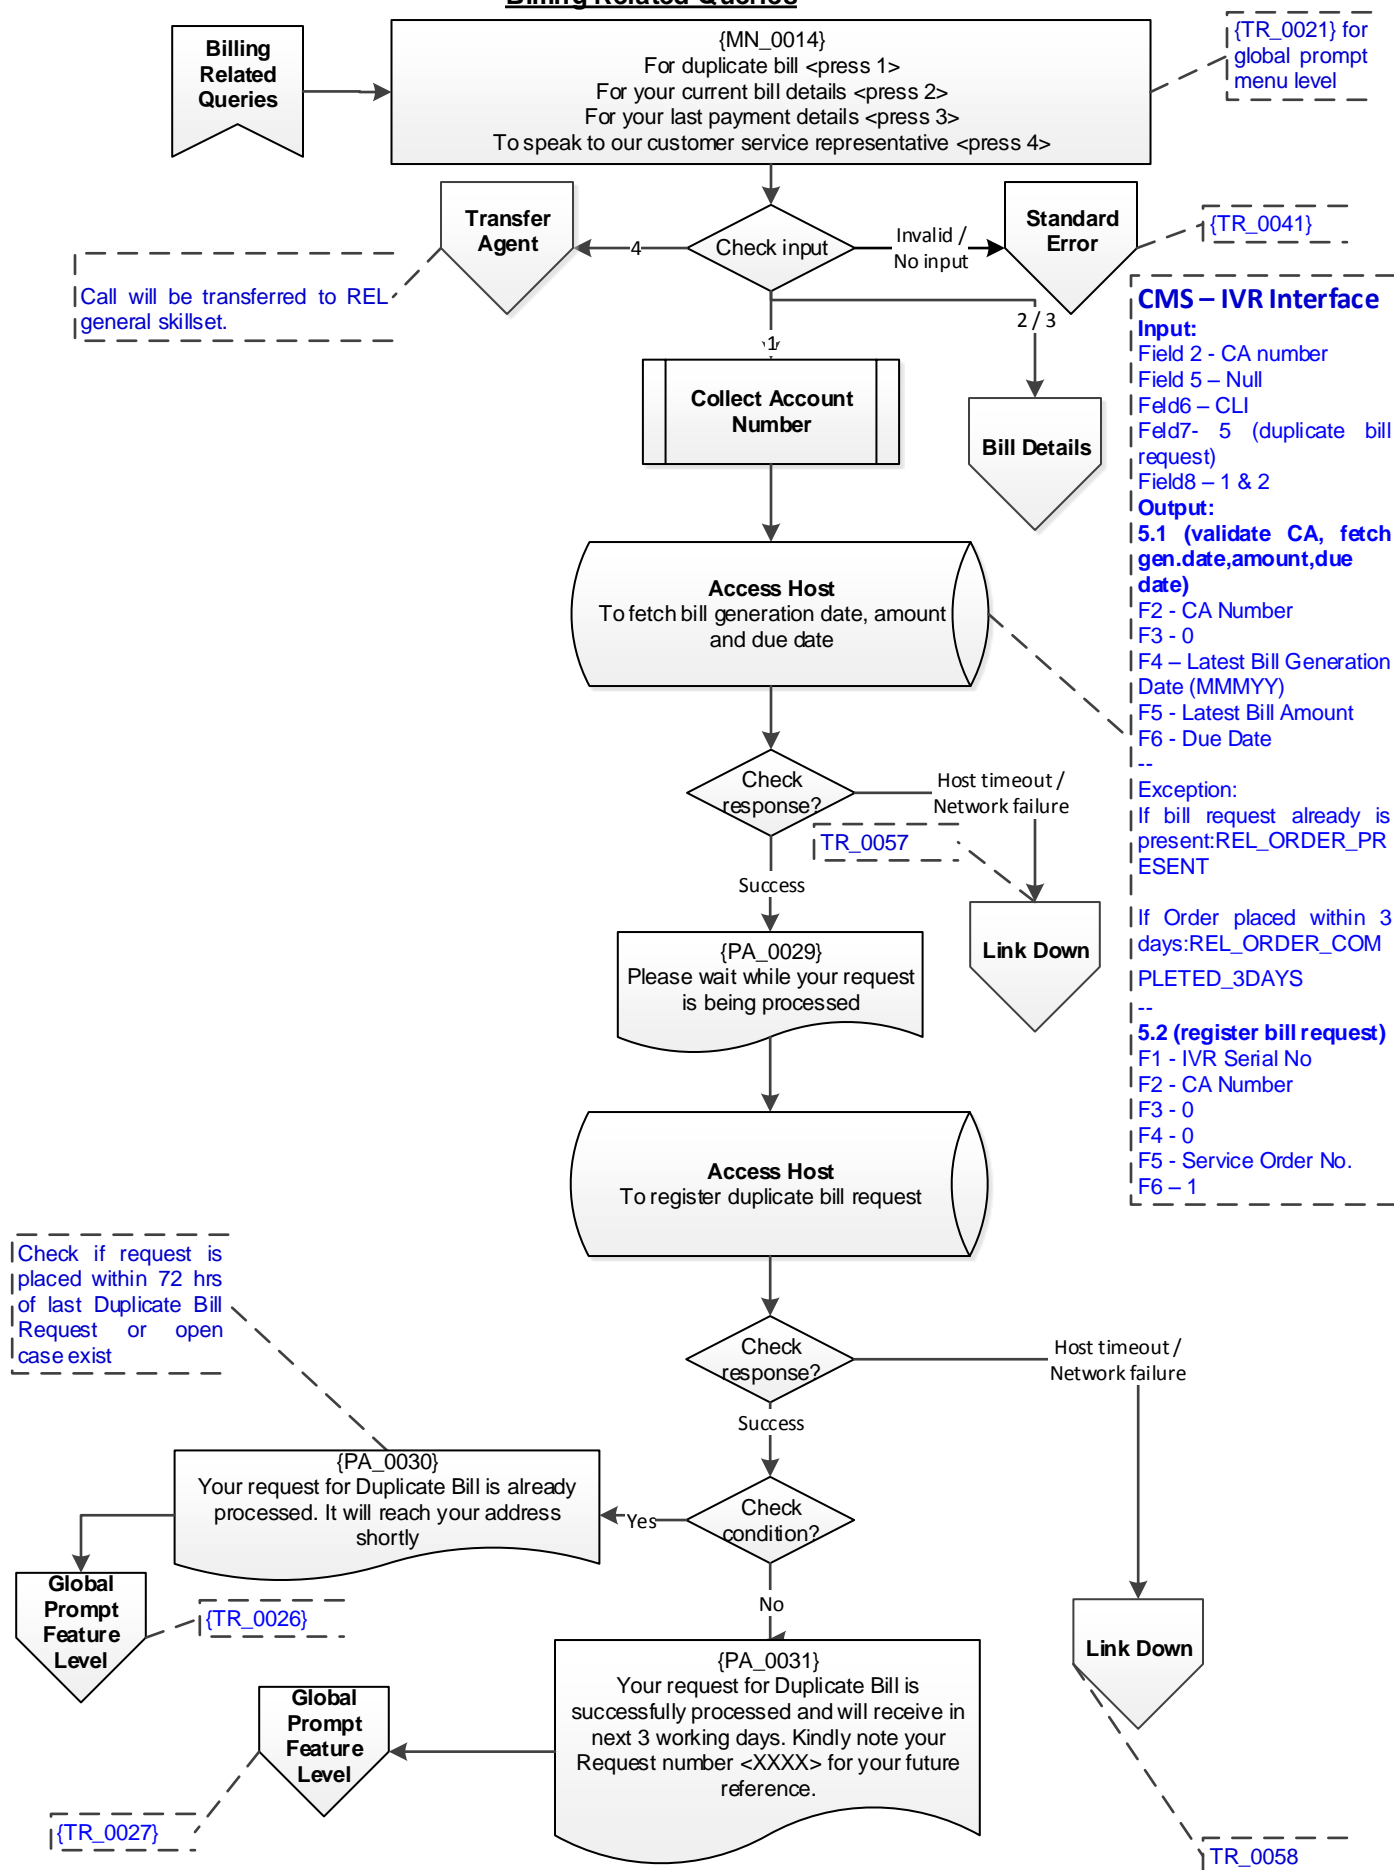 Billing Related Queries
Billing
Related
Queries
{MN_0014}
For duplicate bill <press 1>
For your current bill details <press 2>
For your last payment details <press 3>
To speak to our customer service representative <press 4>
{TR_0021} for
global prompt
menu level
Transfer
Agent
4
Check input
Invalid /
No input
Standard
Error
{TR_0041}
Call will be transferred to REL
general skillset.
1
2 / 3
Collect Account
Number
Bill Details
CMS – IVR Interface
Input:
Field 2 - CA number
Field 5 – Null
Feld6 – CLI
Feld7- 5 (duplicate bill
request)
Field8 – 1 & 2
Output:
5.1 (validate CA, fetch
gen.date,amount,due
date)
F2 - CA Number
F3 - 0
F4 – Latest Bill Generation
Date (MMMYY)
F5 - Latest Bill Amount
F6 - Due Date
--
Exception:
If bill request already is
present:REL_ORDER_PR
ESENT
If Order placed within 3
days:REL_ORDER_COM
PLETED_3DAYS
--
5.2 (register bill request)
F1 - IVR Serial No
F2 - CA Number
F3 - 0
F4 - 0
F5 - Service Order No.
F6 – 1
Access Host
To fetch bill generation date, amount
and due date
Check
response?
Host timeout /
Network failure
TR_0057
Success
Link Down
{PA_0029}
Please wait while your request
is being processed
Access Host
To register duplicate bill request
Check if request is
placed within 72 hrs
of last Duplicate Bill
Request or open
case exist
Check
response?
Host timeout /
Network failure
Success
{PA_0030}
Your request for Duplicate Bill is already
processed. It will reach your address
shortly
Yes
Check
condition?
Global
Prompt
Feature
Level
{TR_0026}
No
Link Down
{PA_0031}
Your request for Duplicate Bill is
successfully processed and will receive in
next 3 working days. Kindly note your
Request number <XXXX> for your future
reference.
Global
Prompt
Feature
Level
{TR_0027}
TR_0058